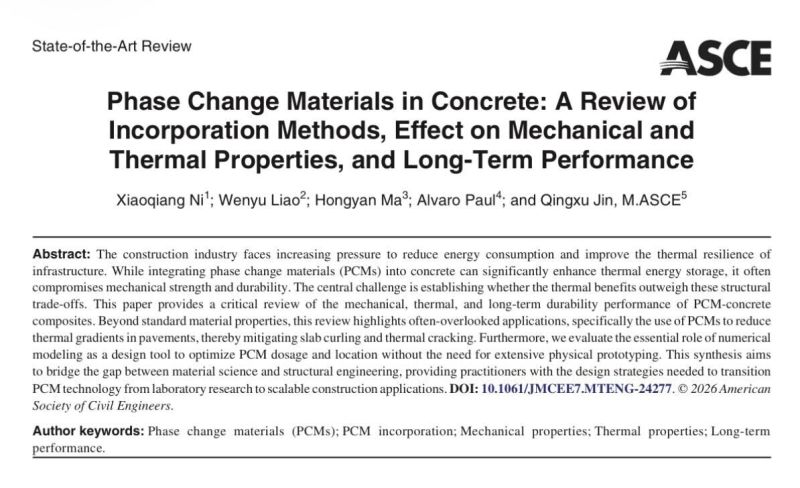 State-of-the-Art Review
ASCE
Phase Change Materials in Concrete: A Review of
Incorporation Methods, Effect on Mechanical and
Thermal Properties, and Long-Term Performance
Xiaoqiang Ni1; Wenyu Liao2; Hongyan Ma3; Alvaro Paul4; and Qingxu Jin, M.ASCE5
Abstract: The construction industry faces increasing pressure to reduce energy consumption and improve the thermal resilience of
infrastructure. While integrating phase change materials (PCMs) into concrete can significantly enhance thermal energy storage, it often
compromises mechanical strength and durability. The central challenge is establishing whether the thermal benefits outweigh these structural
trade-offs. This paper provides a critical review of the mechanical, thermal, and long-term durability performance of PCM-concrete
composites. Beyond standard material properties, this review highlights often-overlooked applications, specifically the use of PCMs to reduce
thermal gradients in pavements, thereby mitigating slab curling and thermal cracking. Furthermore, we evaluate the essential role of numerical
modeling as a design tool to optimize PCM dosage and location without the need for extensive physical prototyping. This synthesis aims
to bridge the gap between material science and structural engineering, providing practitioners with the design strategies needed to transition
PCM technology from laboratory research to scalable construction applications. DOI: 10.1061/JMCEE7.MTENG-24277. © 2026 American
Society of Civil Engineers.
Author keywords: Phase change materials (PCMs); PCM incorporation; Mechanical properties; Thermal properties; Long-term
performance.